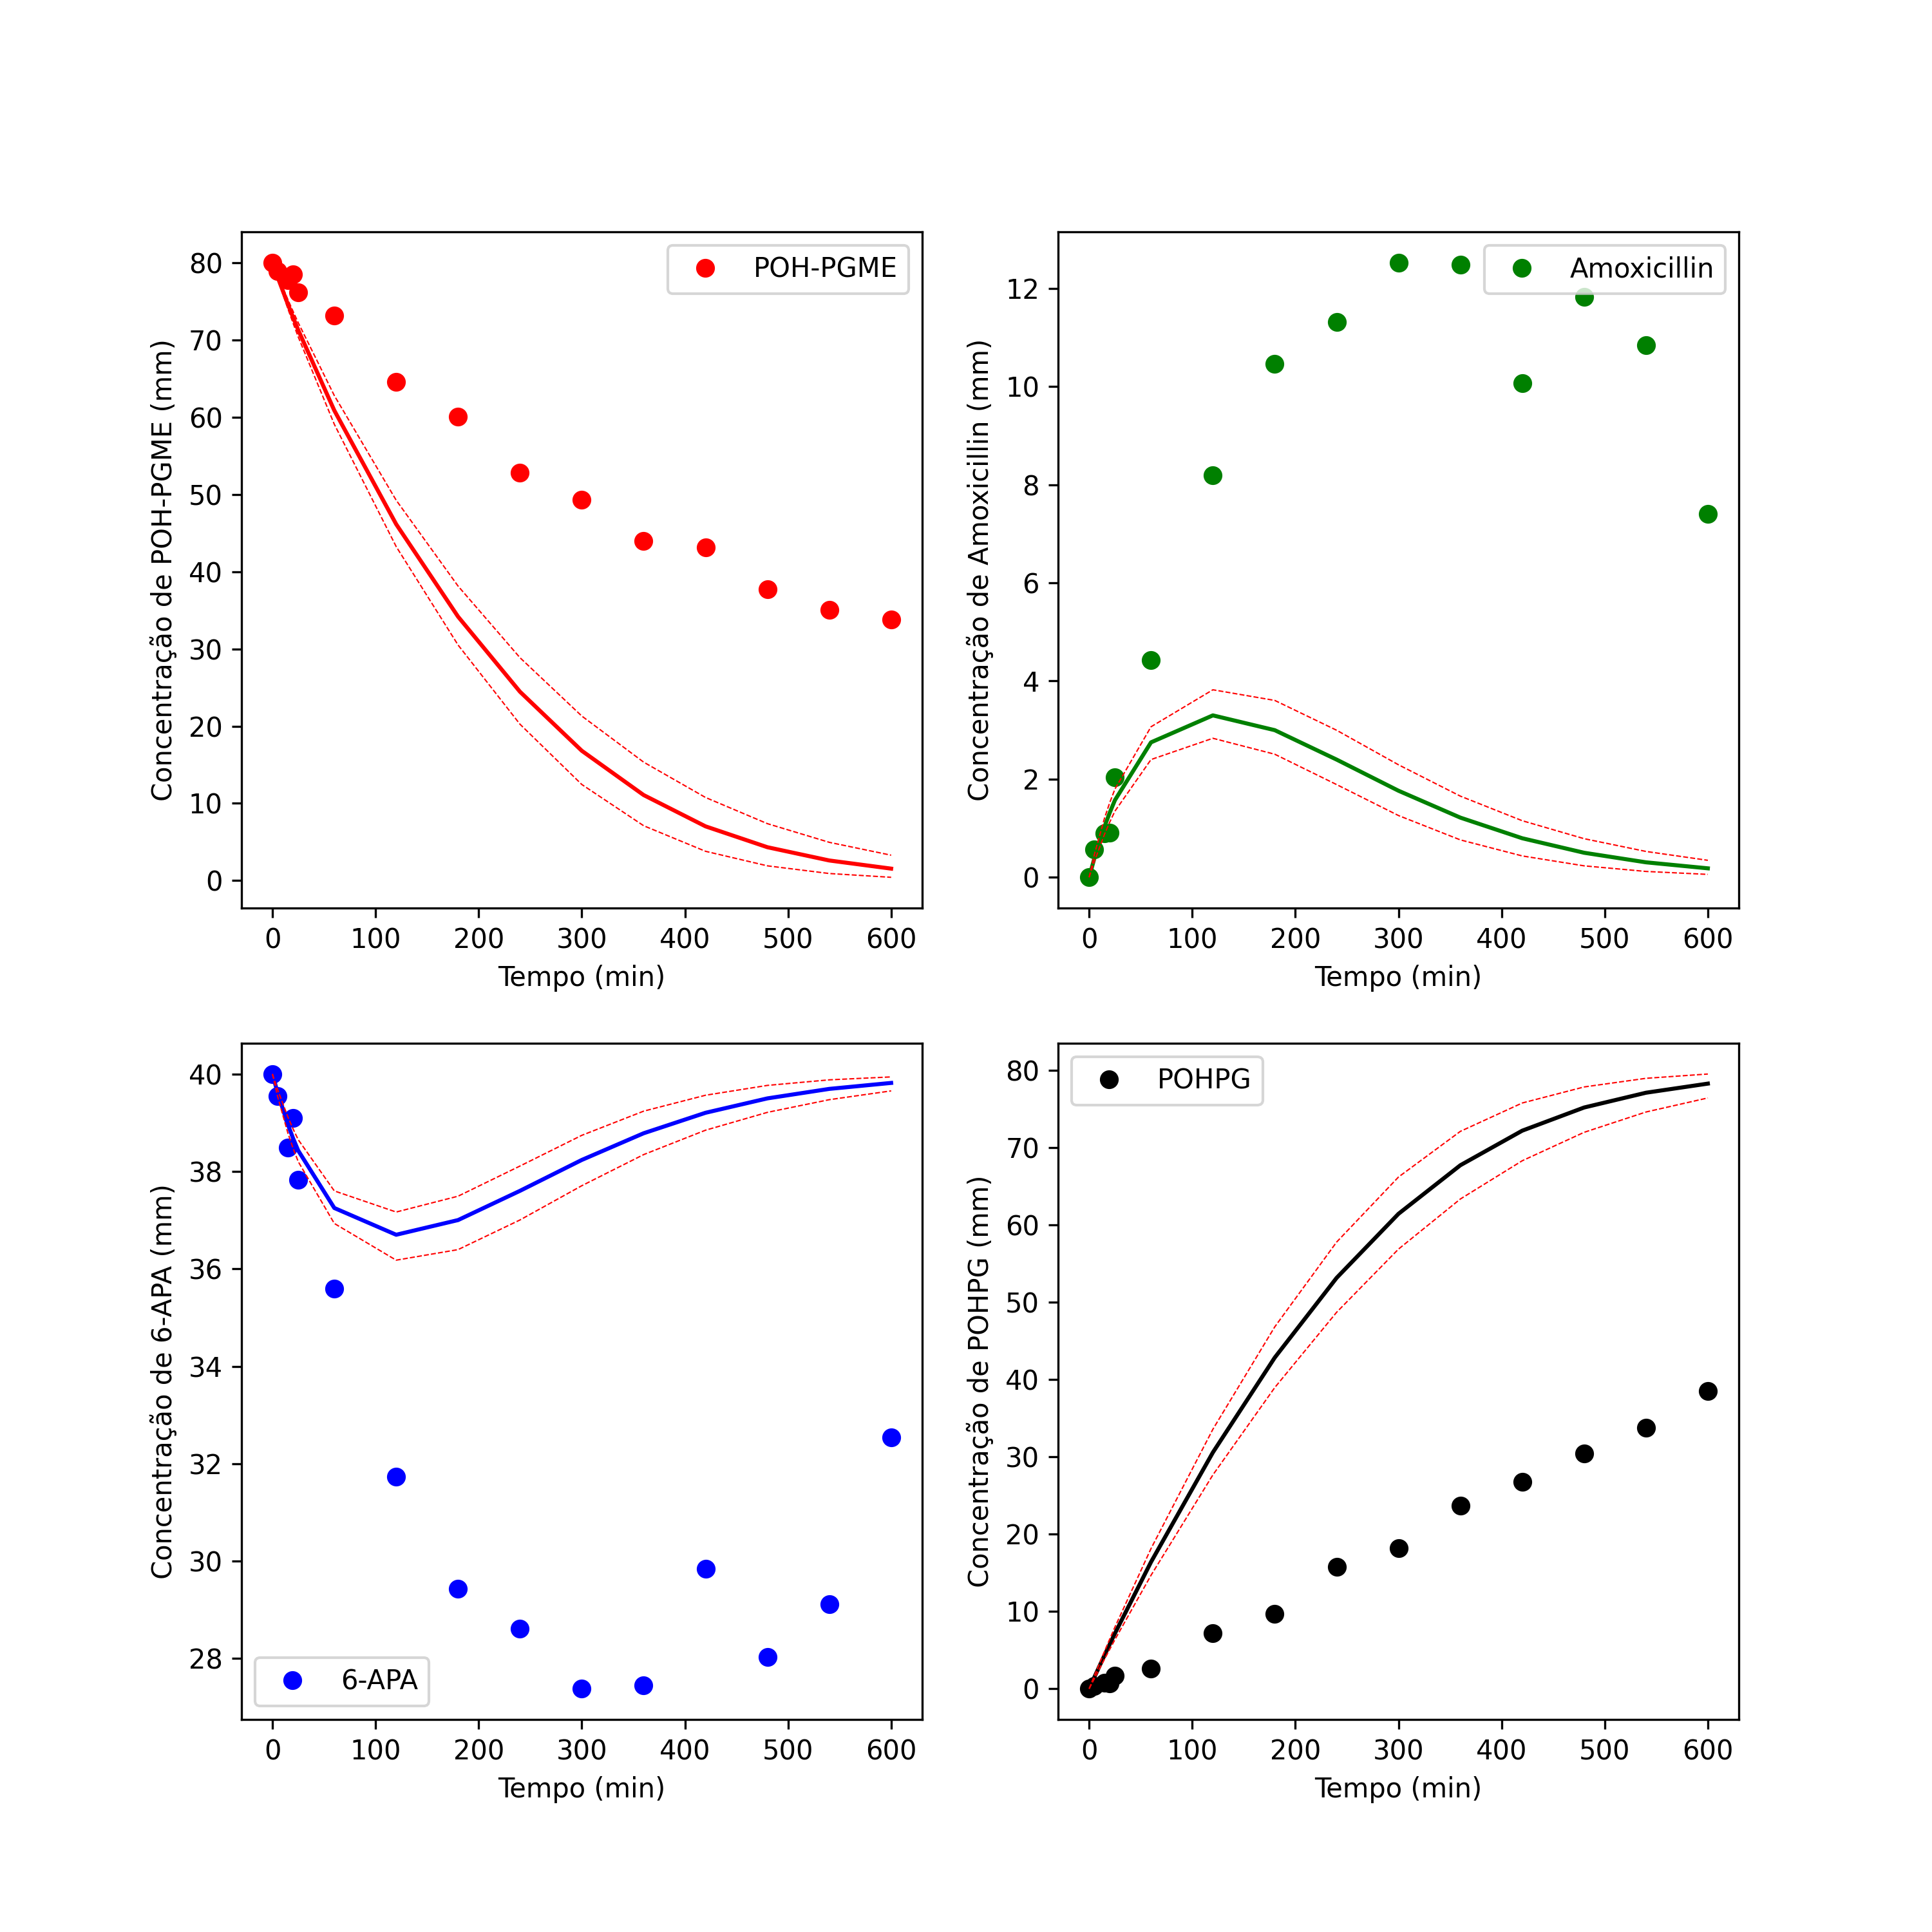 POH-PGME
80
70
60
50
40
30
20
10
0
Concentração de POH-PGME (mm)
0 100 200 300 400 500 600
Tempo (min)
Amoxicillin
12
10
8
6
4
2
0
Concentração de Amoxicillin (mm)
0 100 200 300 400 500 600
Tempo (min)
40
38
36
34
32
30
28
Concentração de 6-APA (mm)
6-APA
0 100 200 300 400 500 600
Tempo (min)
POHPG
80
70
60
50
40
30
20
10
0
Concentração de POHPG (mm)
0 100 200 300 400 500 600
Tempo (min)